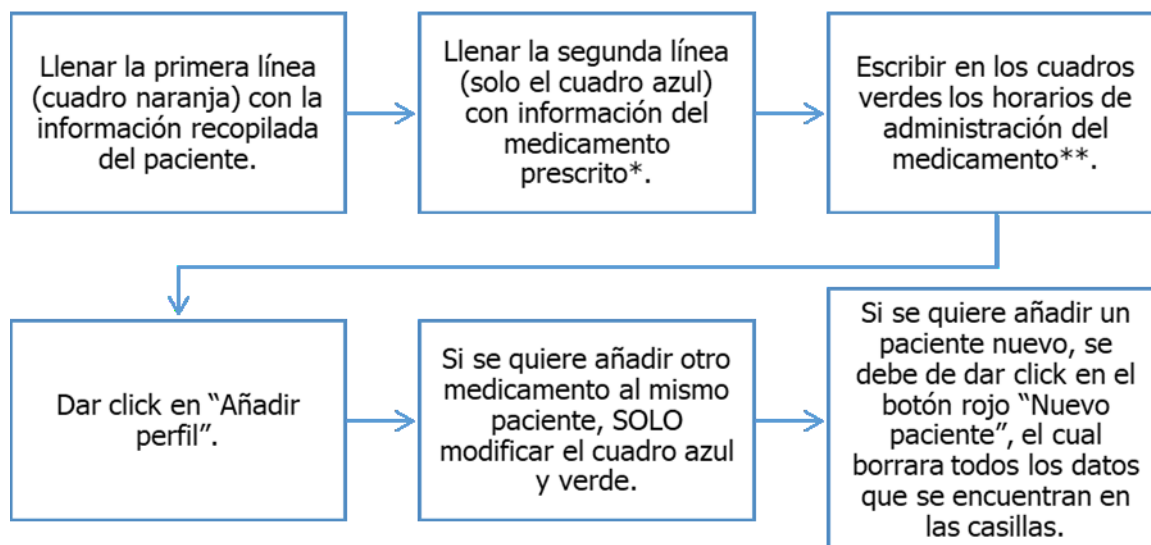 Llenar la primera línea
(cuadro naranja) con la
información recopilada
del paciente.
Llenar la segunda línea
(solo el cuadro azul)
con información del
medicamento
prescrito*.
Escribir en los cuadros
verdes los horarios de
administración del
medicamento**.
Dar click en “Añadir
perfil”.
Si se quiere añadir otro
medicamento al mismo
paciente, SOLO
modificar el cuadro azul
y verde.
Si se quiere añadir un
paciente nuevo, se
debe de dar click en el
botón rojo “Nuevo
paciente”, el cual
borrara todos los datos
que se encuentran en
las casillas.